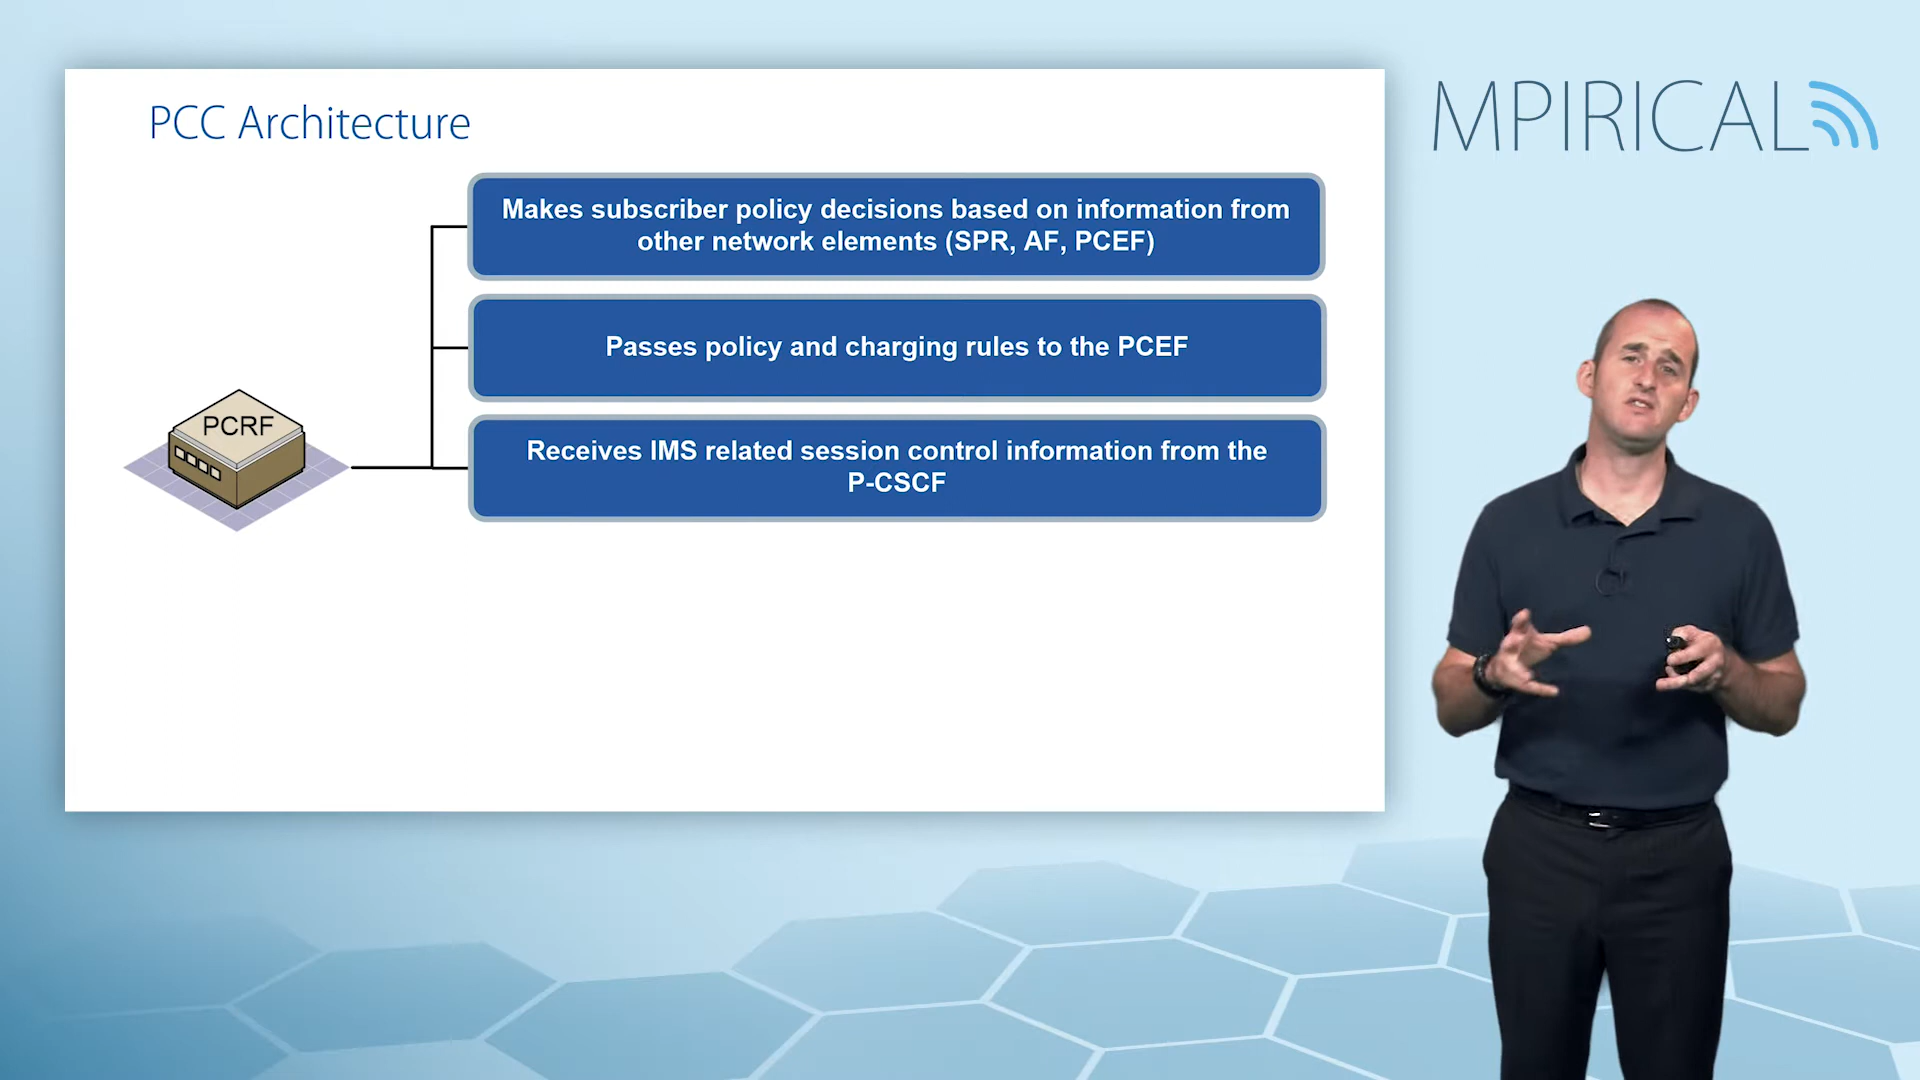 PCC Architecture
MPIRICAL
Makes subscriber policy decisions based on information from
other network elements (SPR, AF, PCEF)
Passes policy and charging rules to the PCEF
PCRF
Receives IMS related session control information from the
P-CSCF